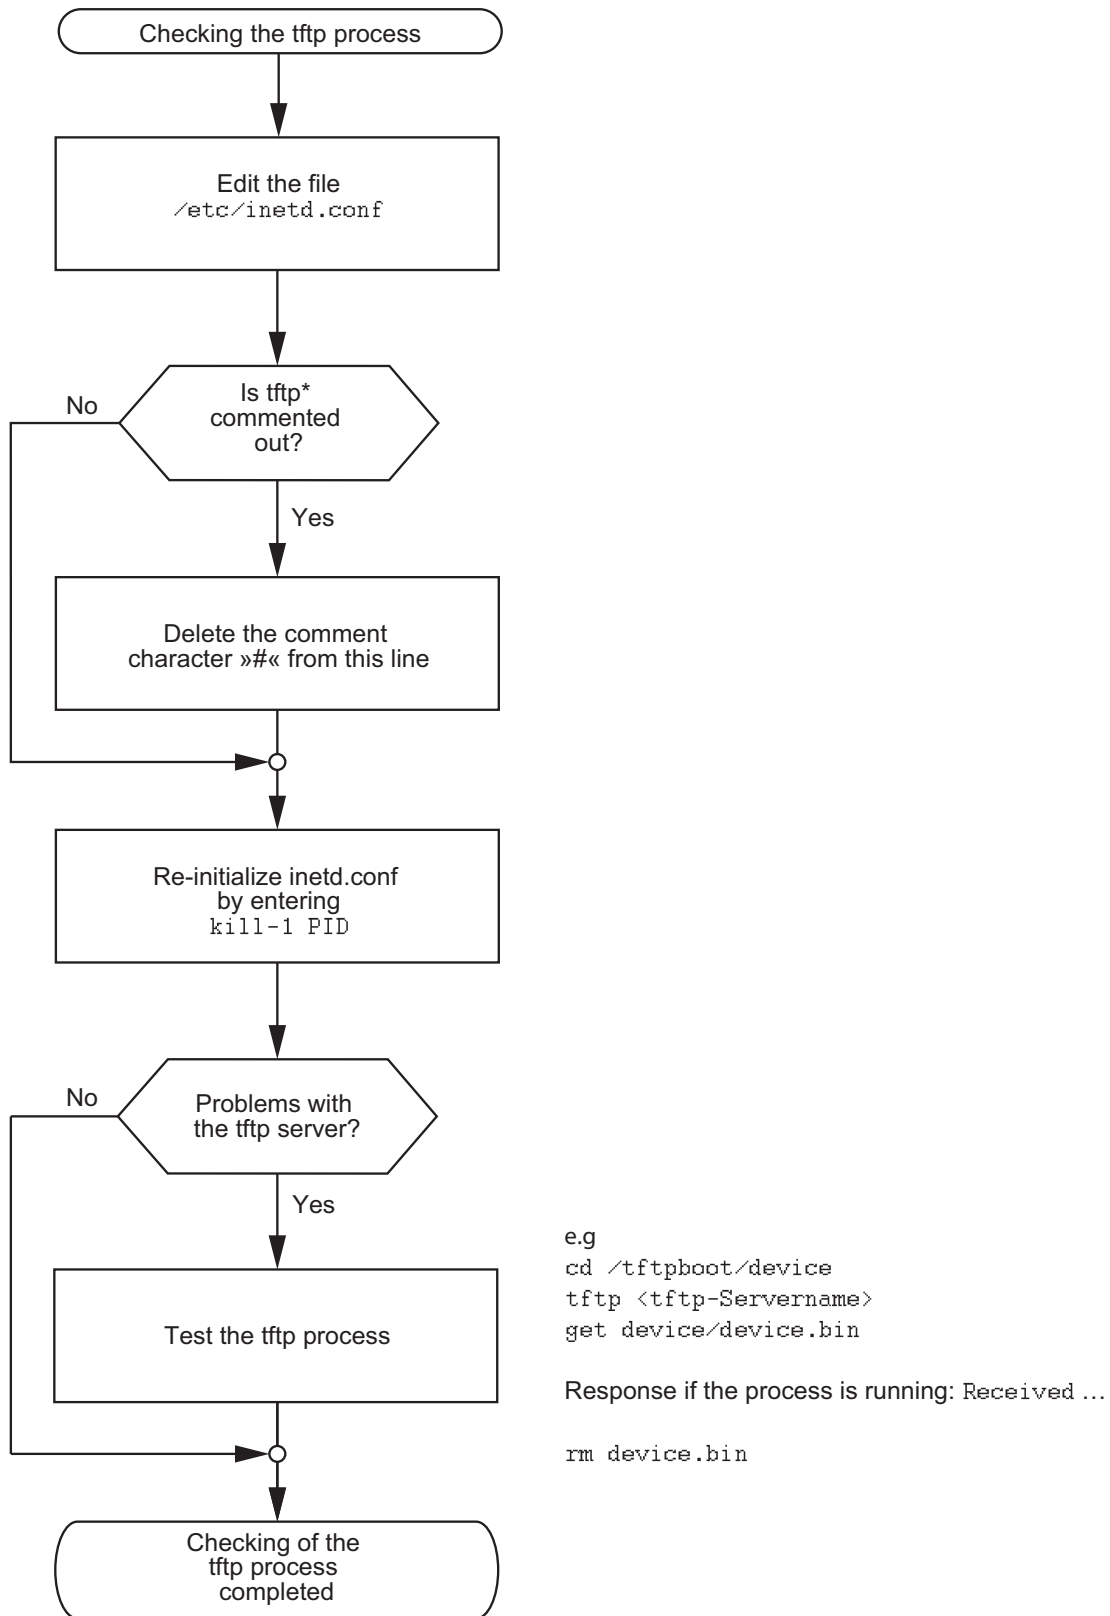 Checking the tftp process
Edit the file
/etc/inetd.conf
Is tftp*
commented
out?
No
Yes
Delete the comment
character »#« from this line
Re-initialize inetd.conf
by entering
kill-1 PID
No
Problems with
the tftp server?
Yes
Test the tftp process
e.g
cd /tftpboot/device
tftp <tftp-Servername>
get device/device.bin
Response if the process is running: Received ...
rm device.bin
Checking of the
tftp process
completed